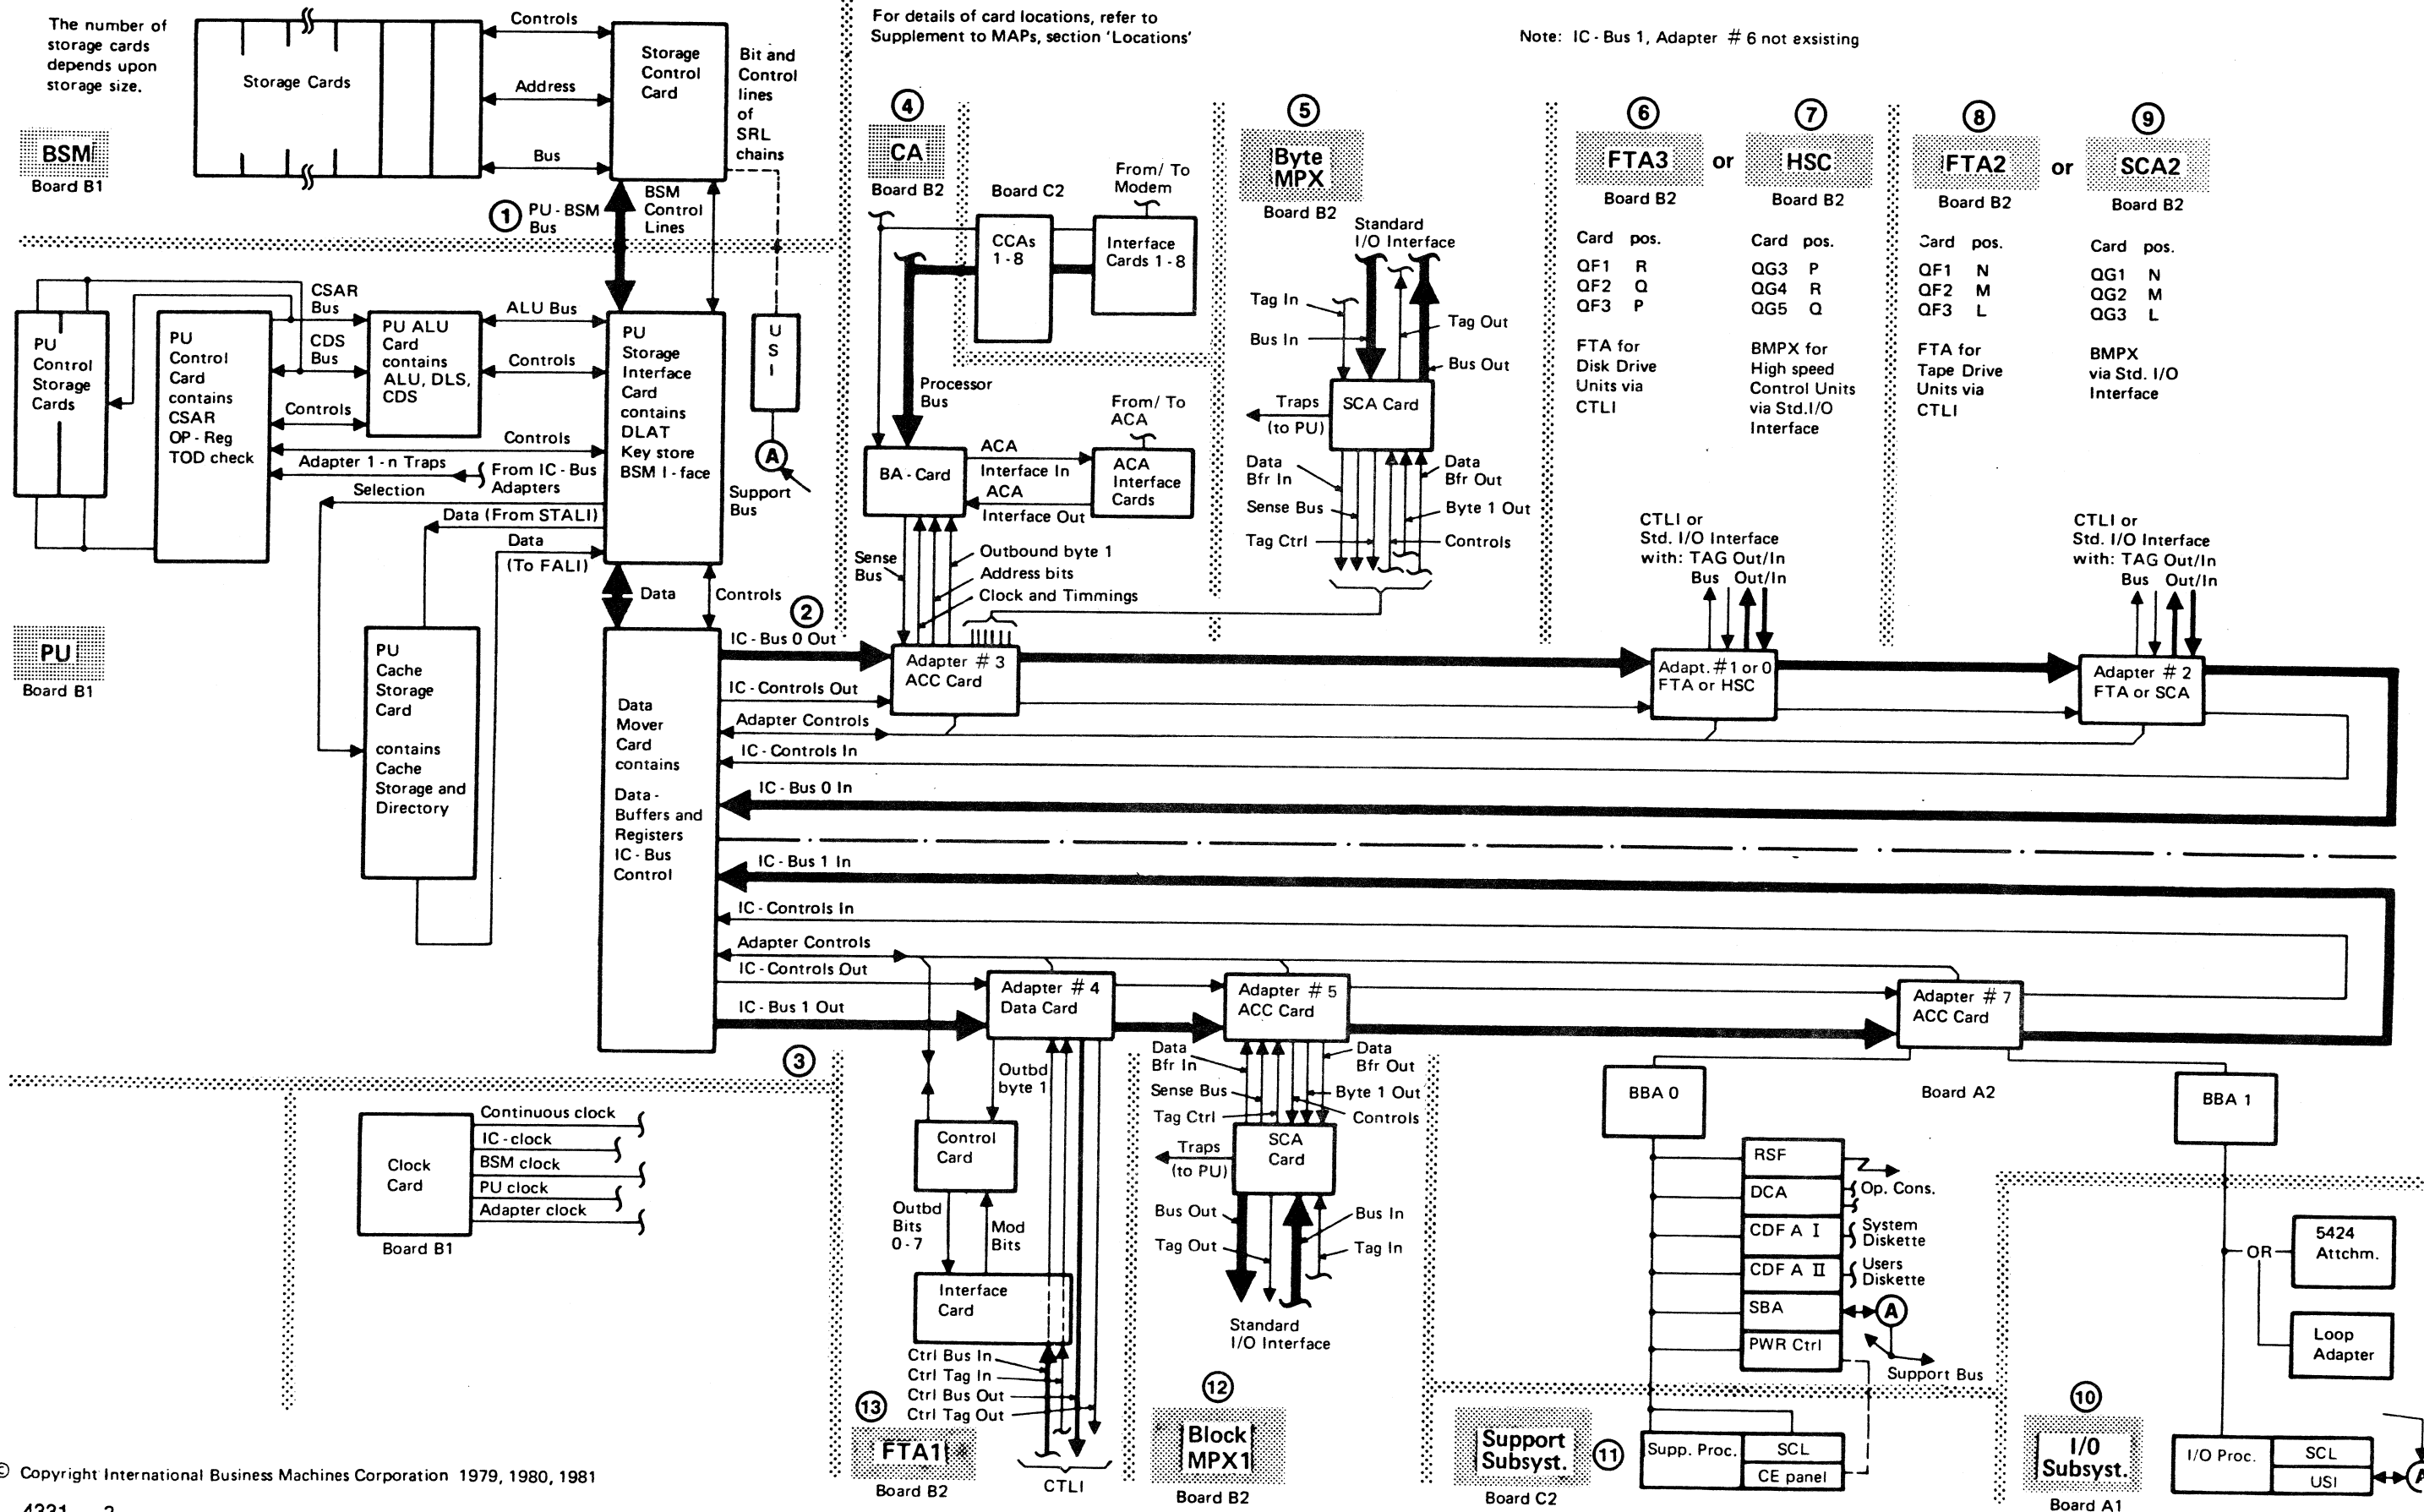 The number of
storage cards
depends upon
storage size.
BSM
Board B1
Storage Cards
Controls
Address
Bus
Storage
Control
Card
Bit and
Control
lines
of
SRL
chains
1
PU - BSM
Bus
BSM
Control
Lines
For details of card locations, refer to
Supplement to MAPs, section 'Locations'
Note: IC - Bus 1, Adapter # 6 not exsisting
PU
Control
Storage
Cards
PU
Control
Card
contains
CSAR
OP - Reg
TOD check
CSAR
Bus
CDS
Bus
Controls
PU ALU
Card
contains
ALU, DLS,
CDS
ALU Bus
Controls
Controls
Adapter 1 - n Traps
From IC - Bus
Adapters
Selection
Data (From STALI)
Data
(To FALI)
PU
Storage
Interface
Card
contains
DLAT
Key store
BSM I - face
U
S
I
A
Support
Bus
Data
Controls
PU
Board B1
PU
Cache
Storage
Card
contains
Cache
Storage and
Directory
Data
Mover
Card
contains
Data -
Buffers and
Registers
IC - Bus
Control
2
IC - Bus 0 Out
IC - Controls Out
Adapter Controls
IC - Controls In
IC - Bus 0 In
IC - Bus 1 In
IC - Controls In
Adapter Controls
IC - Controls Out
IC - Bus 1 Out
3
4
CA
Board B2
Board C2
CCAs
1 - 8
From/ To
Modem
Interface
Cards 1 - 8
Processor
Bus
BA - Card
ACA
Interface In
ACA
Interface Out
From/ To
ACA
ACA
Interface
Cards
Sense
Bus
Outbound byte 1
Address bits
Clock and Timmings
Adapter # 3
ACC Card
5
Byte
MPX
Board B2
Standard
I/O Interface
Tag In
Bus In
Tag Out
Bus Out
SCA Card
Traps
(to PU)
Data
Bfr In
Sense Bus
Tag Ctrl
Data
Bfr Out
Byte 1 Out
Controls
6
FTA3
Board B2
or
7
HSC
Board B2
Card pos.
QF1 R
QF2 Q
QF3 P
FTA for
Disk Drive
Units via
CTLI
Card pos.
QG3 P
QG4 R
QG5 Q
BMPX for
High speed
Control Units
via Std.I/O
Interface
CTLI or
Std. I/O Interface
with: TAG Out/In
Bus Out/In
Adapt. #1 or 0
FTA or HSC
8
FTA2
Board B2
or
9
SCA2
Board B2
Card pos.
QF1 N
QF2 M
QF3 L
FTA for
Tape Drive
Units via
CTLI
Card pos.
QG1 N
QG2 M
QG3 L
BMPX
via Std. I/O
Interface
CTLI or
Std. I/O Interface
with: TAG Out/In
Bus Out/In
Adapter # 2
FTA or SCA
Clock
Card
Board B1
Continuous clock
IC - clock
BSM clock
PU clock
Adapter clock
Adapter # 4
Data Card
Outbd
byte 1
Control
Card
Outbd
Bits
0 - 7
Mod
Bits
Interface
Card
Ctrl Bus In
Ctrl Tag In
Ctrl Bus Out
Ctrl Tag Out
CTLI
13
FTA1
Board B2
Adapter # 5
ACC Card
Data
Bfr In
Sense Bus
Tag Ctrl
Data
Bfr Out
Byte 1 Out
Controls
SCA
Card
Traps
(to PU)
Bus Out
Tag Out
Bus In
Tag In
Standard
I/O Interface
12
Block
MPX1
Board B2
Adapter # 7
ACC Card
BBA 0
Board A2
BBA 1
RSF
DCA
Op. Cons.
CDF A I
System
Diskette
CDF A II
Users
Diskette
SBA
A
PWR Ctrl
Support Bus
Support
Subsyst.
Board C2
11
Supp. Proc.
SCL
CE panel
OR
5424
Attchm.
Loop
Adapter
10
I/O
Subsyst.
Board A1
I/O Proc.
SCL
USI
A
© Copyright International Business Machines Corporation 1979, 1980, 1981
4331 2